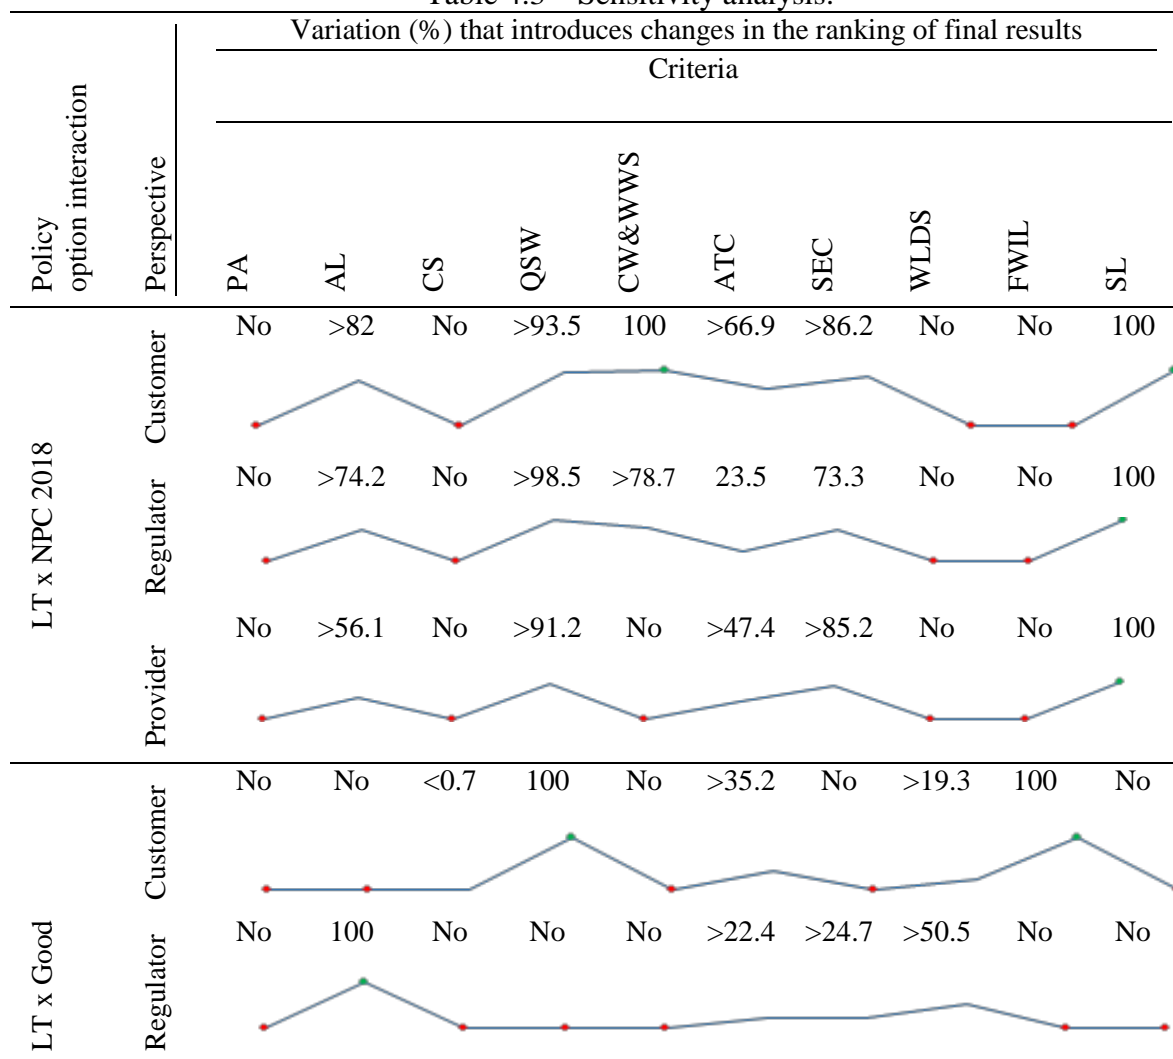 Table 4.3 – Sensitivity analysis.
Variation (%) that introduces changes in the ranking of final results
Criteria
Policy
option interaction
Perspective
PA
AL
CS
QSW
CW&WWS
ATC
SEC
WLDS
FWIL
SL
LT x NPC 2018
Customer
No >82 No >93.5 100 >66.9 >86.2 No No 100
Regulator
No >74.2 No >98.5 >78.7 23.5 73.3 No No 100
Provider
No >56.1 No >91.2 No >47.4 >85.2 No No 100
LT x Good
Customer
No No <0.7 100 No >35.2 No >19.3 100 No
Regulator
No 100 No No No >22.4 >24.7 >50.5 No No